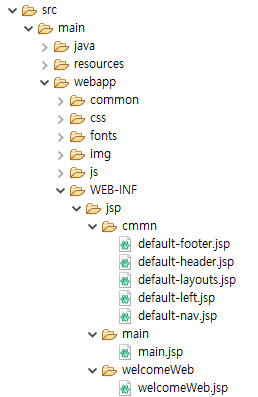 src
main
java
resources
webapp
common
css
fonts
img
js
WEB-INF
jsp
cmmn
default-footer.jsp
default-header.jsp
default-layouts.jsp
default-left.jsp
default-nav.jsp
main
main.jsp
welcomeWeb
welcomeWeb.jsp